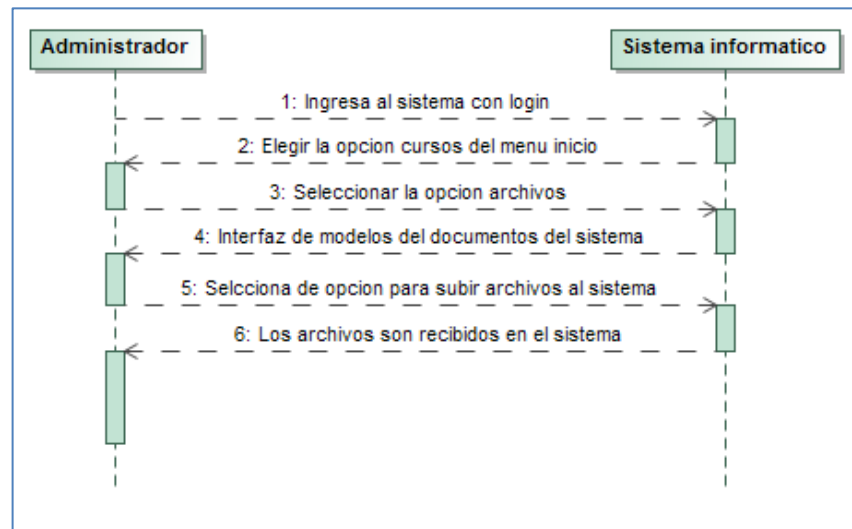 Administrador
Sistema informatico
1: Ingresa al sistema con login
2: Elegir la opcion cursos del menu inicio
3: Seleccionar la opcion archivos
4: Interfaz de modelos del documentos del sistema
5: Selcciona de opcion para subir archivos al sistema
6: Los archivos son recibidos en el sistema